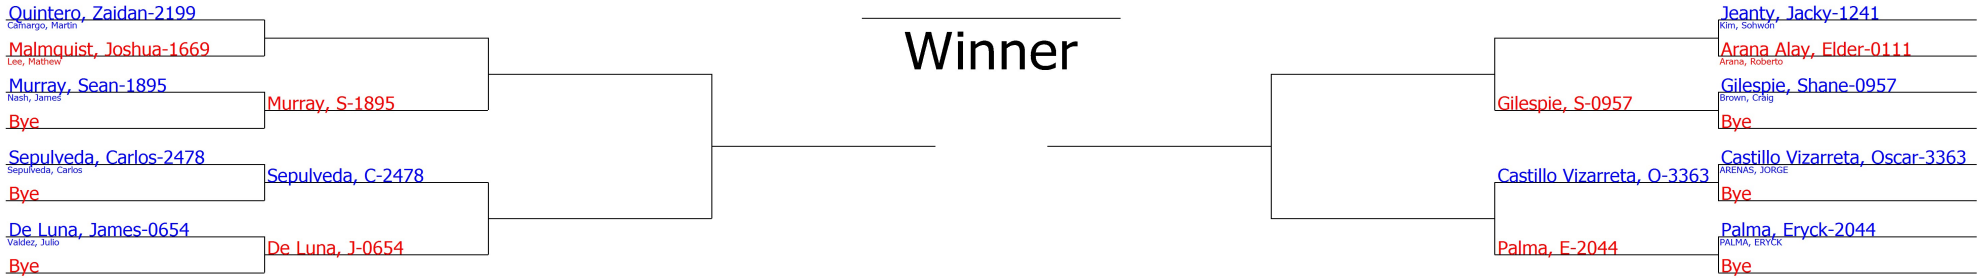 Quintero, Zaidan-2199
Camargo, Martin
Malmquist, Joshua-1669
Lee, Mathew
Murray, Sean-1895
Nash, James
Bye
Murray, S-1895
Sepulveda, Carlos-2478
Sepulveda, Carlos
Bye
Sepulveda, C-2478
De Luna, James-0654
Valdez, Julio
Bye
De Luna, J-0654
Winner
Jeanty, Jacky-1241
Kim, Sohwon
Arana Alay, Elder-0111
Arana, Roberto
Gilespie, S-0957
Gilespie, Shane-0957
Brown, Craig
Bye
Castillo Vizarreta, O-3363
Castillo Vizarreta, Oscar-3363
ARENAS, JORGE
Bye
Palma, E-2044
Palma, Eryck-2044
PALMA, ERYCK
Bye